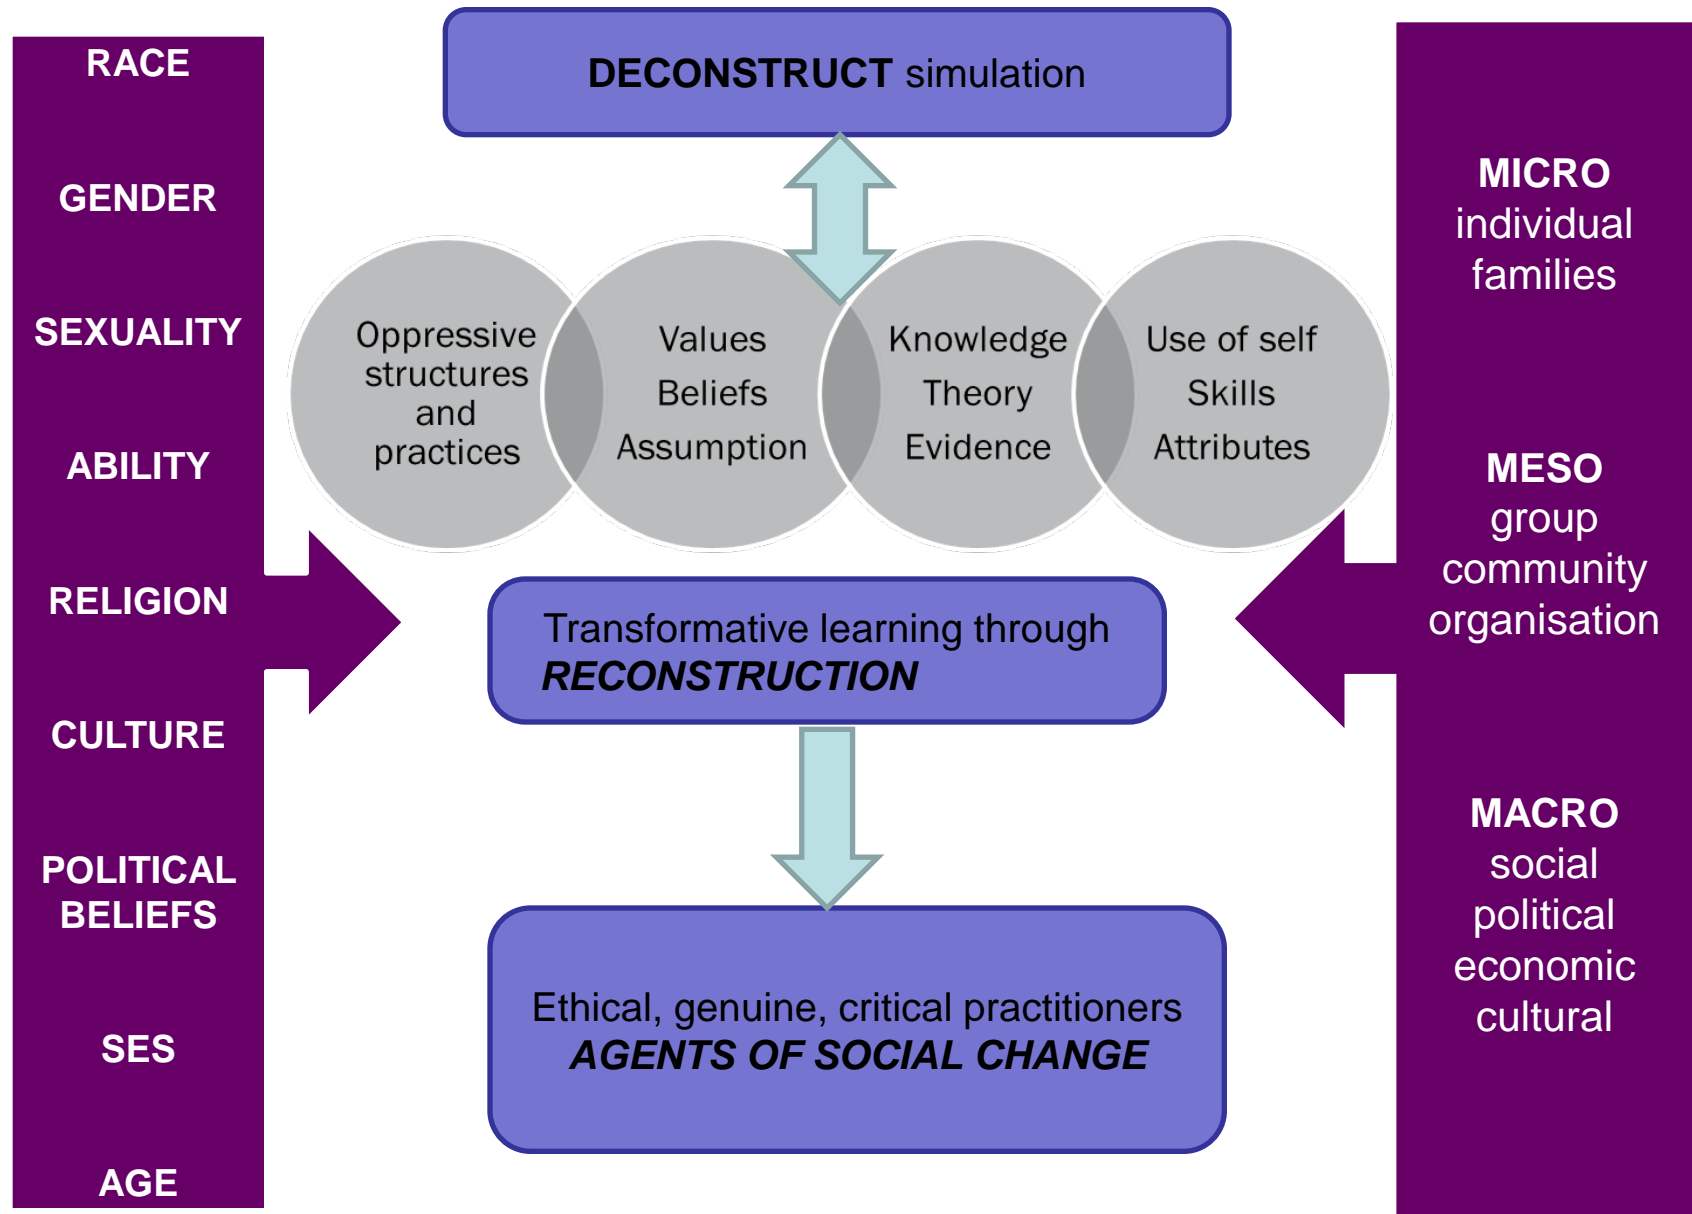 RACE
GENDER
SEXUALITY
ABILITY
RELIGION
CULTURE
POLITICAL
BELIEFS
SES
AGE
DECONSTRUCT simulation
Oppressive
structures
and
practices
Values
Beliefs
Assumption
Knowledge
Theory
Evidence
Use of self
Skills
Attributes
Transformative learning through
RECONSTRUCTION
Ethical, genuine, critical practitioners
AGENTS OF SOCIAL CHANGE
MICRO
individual
families
MESO
group
community
organisation
MACRO
social
political
economic
cultural